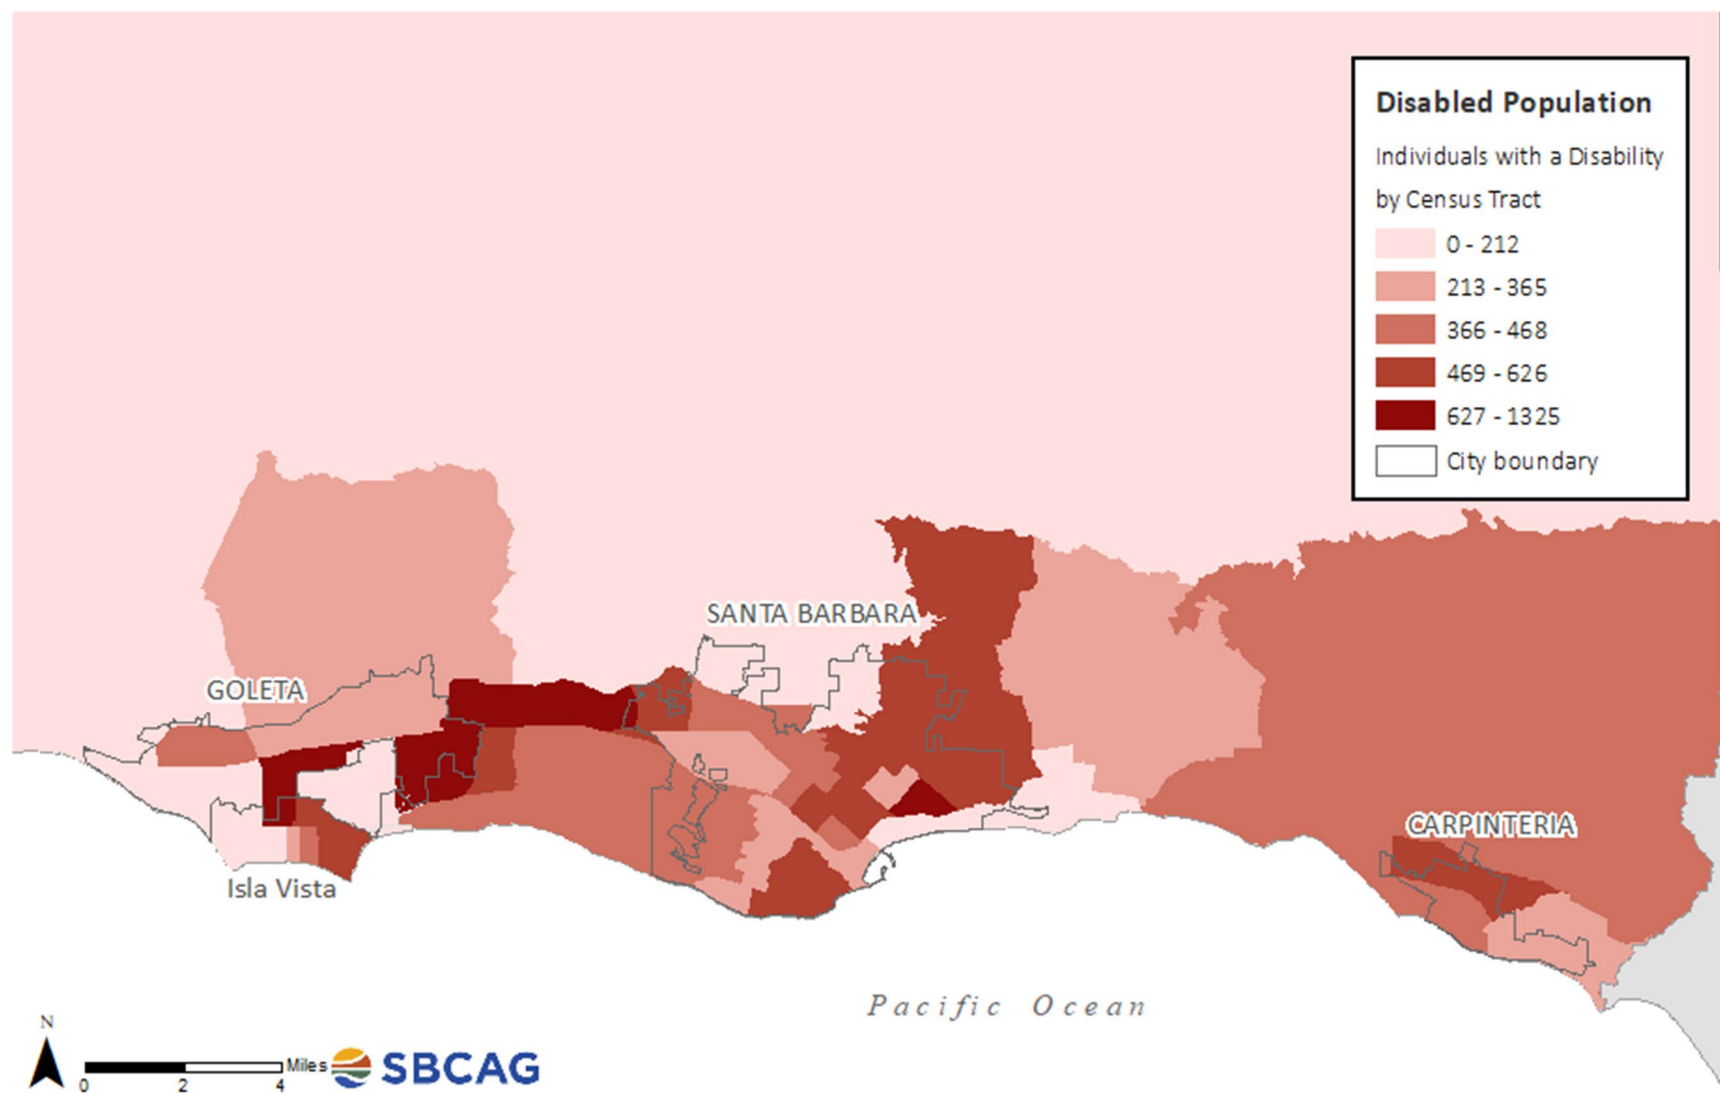 Disabled Population
Individuals with a Disability
by Census Tract
0 - 212
213 - 365
366 - 468
469 - 626
627 - 1325
City boundary
SANTA BARBARA
GOLETA
CARPINTERIA
Isla Vista
Pacific Ocean
N
Miles
0 2 4
SBCAG